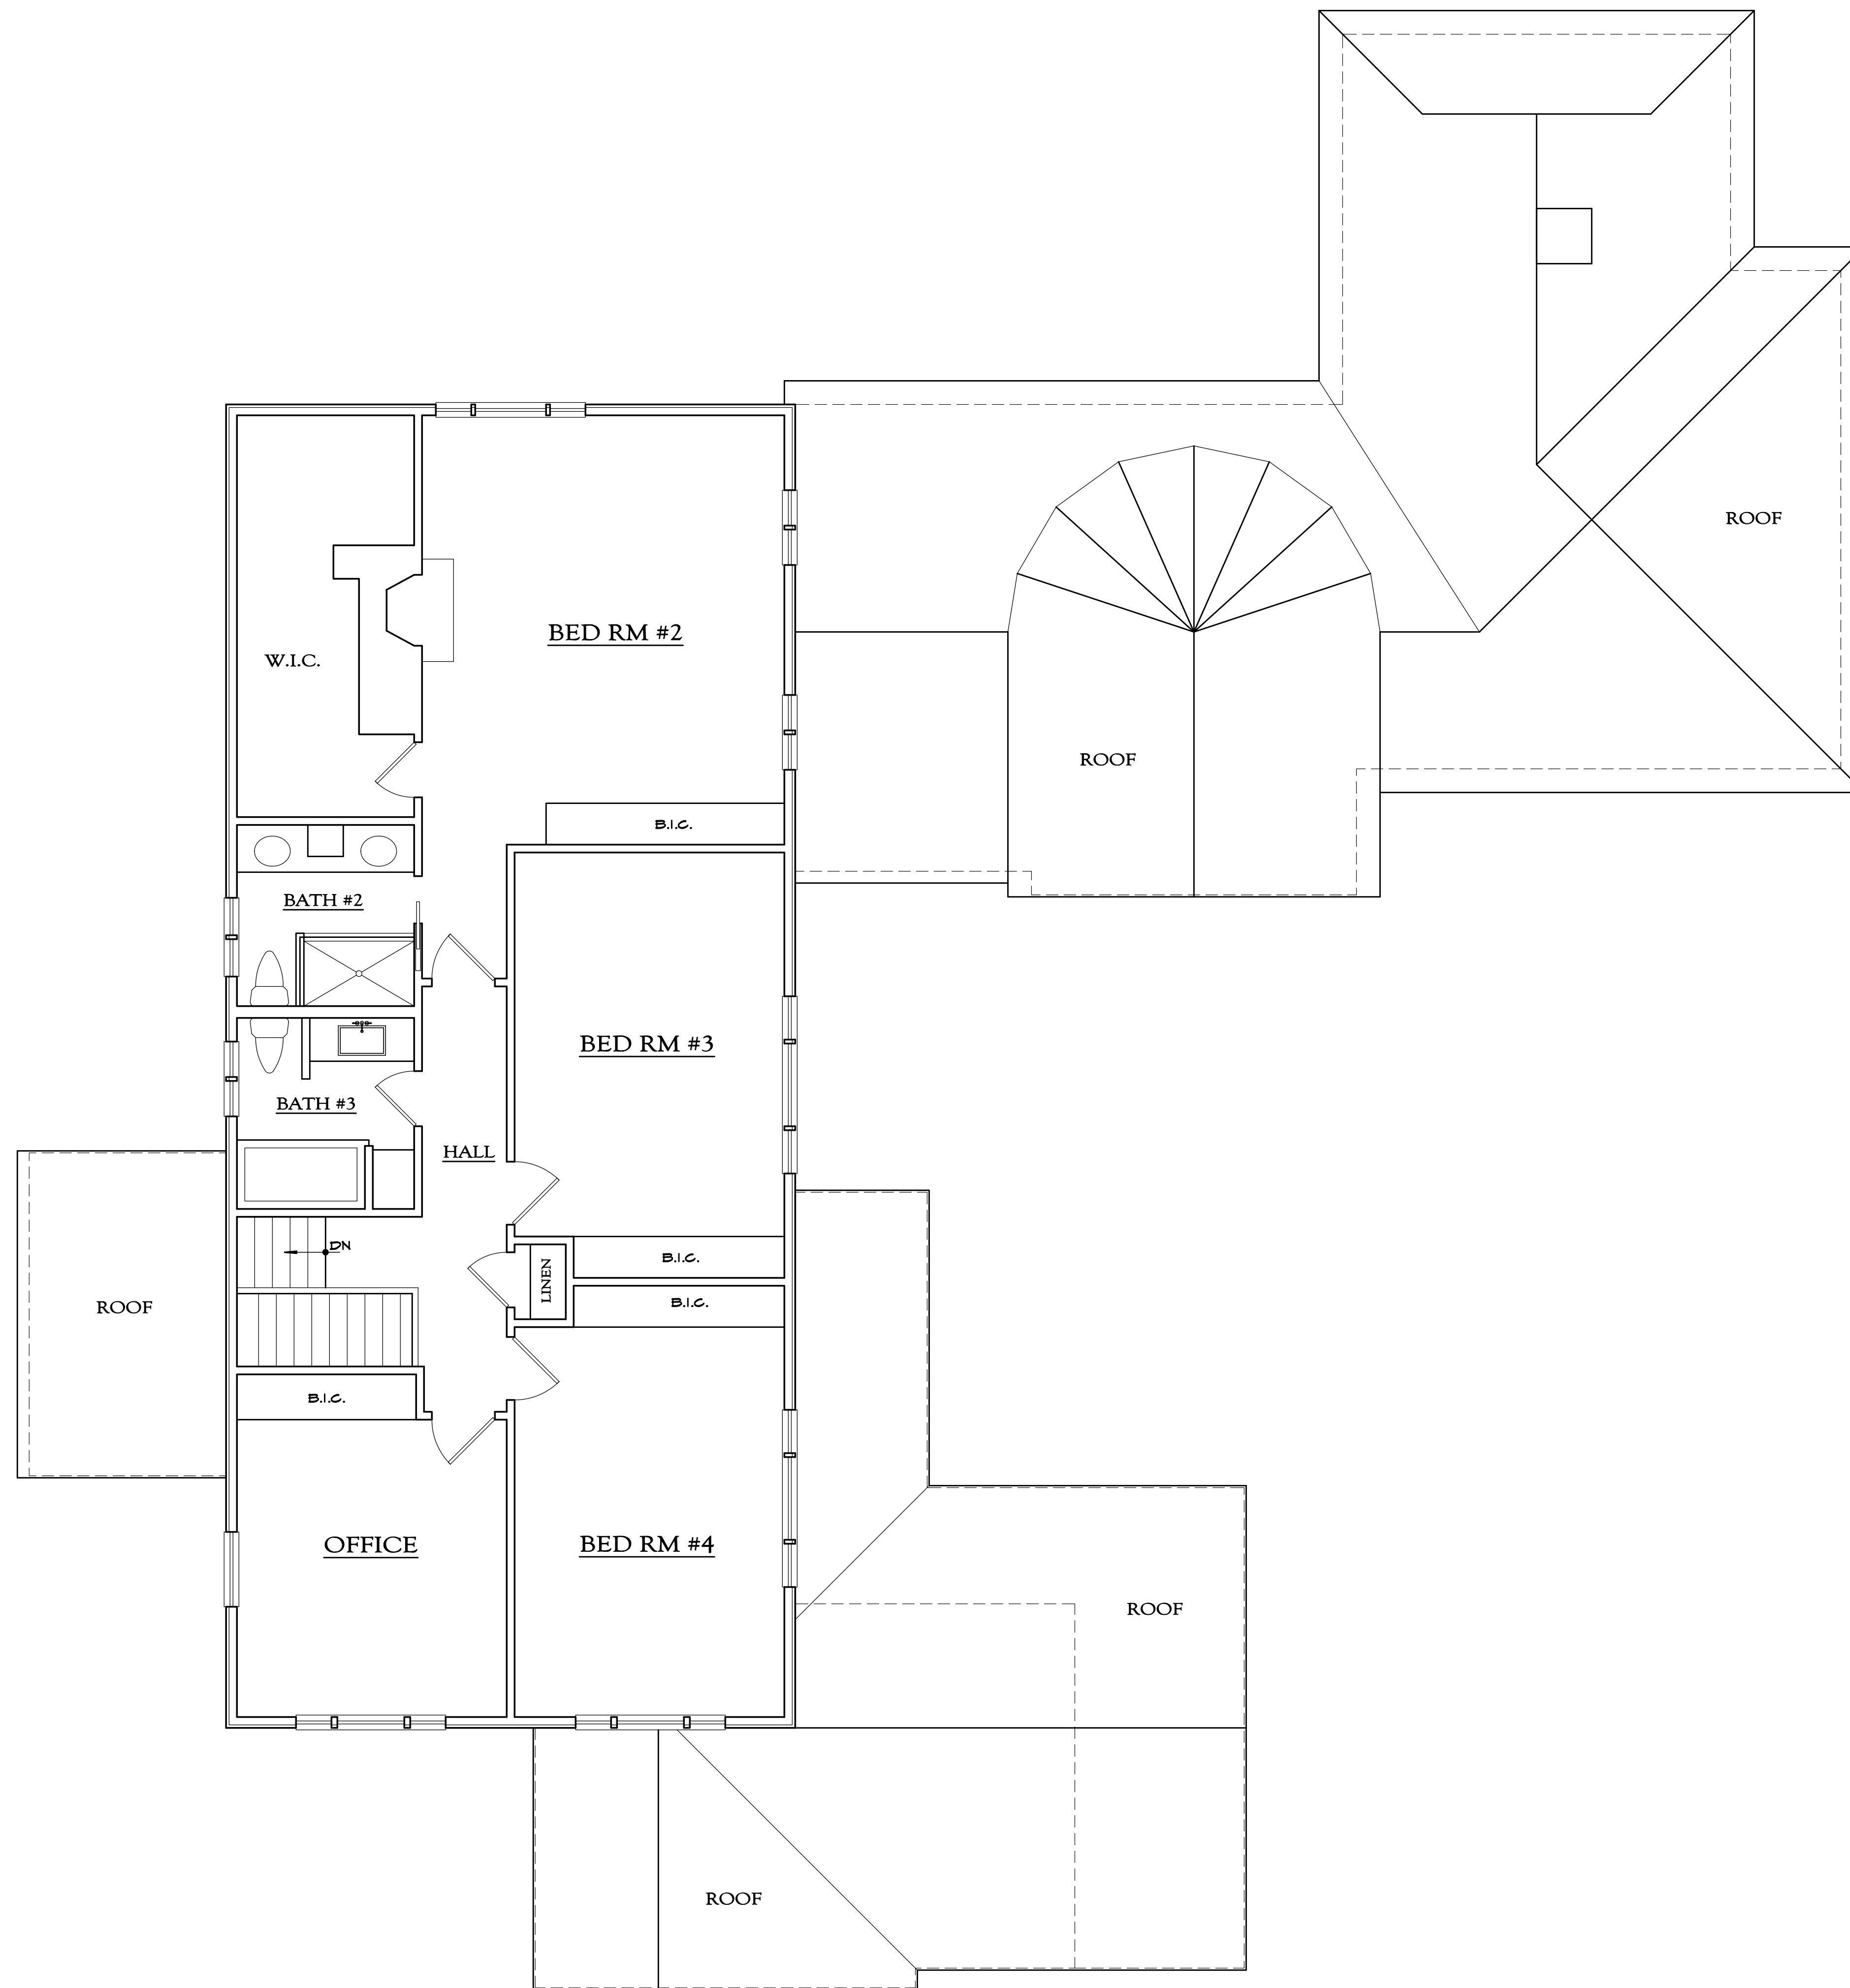 ROOF
BED RM #2
W.I.C.
ROOF
B.I.C.
BATH #2
BED RM #3
BATH #3
HALL
DN
B.I.C.
LINEN
B.I.C.
ROOF
B.I.C.
OFFICE
BED RM #4
ROOF
ROOF